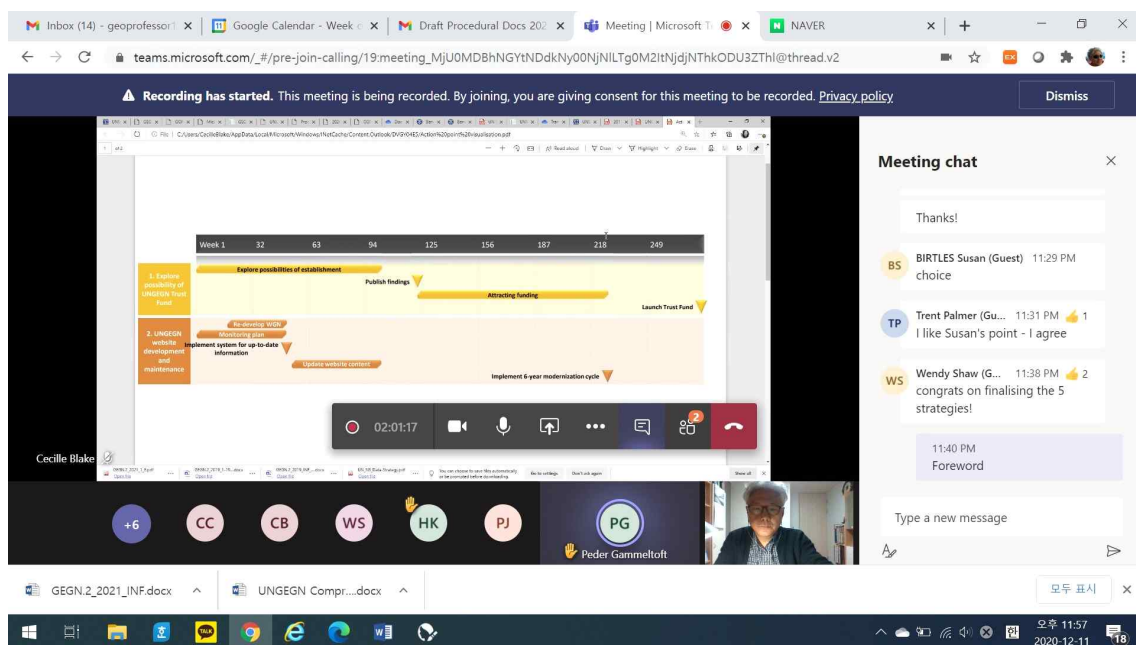 Inbox (14) - geoprofessor1
Google Calendar - Week o
Draft Procedural Docs 202
Meeting | Microsoft T
NAVER
teams.microsoft.com/_#/pre-join-calling/19:meeting_MjU0MDBhNGYtNDdkNy00NjNlLTg0M2ItNjdjNThkODU3ZThl@thread.v2
Recording has started. This meeting is being recorded. By joining, you are giving consent for this meeting to be recorded. Privacy policy
Dismiss
Week 1 32 63 94 125 156 187 218 249
1. Explore
possibility of
UNGEGN Trust
Fund
Explore possibilities of establishment
Publish findings
Attracting funding
Launch Trust Fund
2. UNGEGN
website
development
and
maintenance
Re-develop WGN
Monitoring plan
Implement system for up-to-date
information
Update website content
Implement 6-year modernization cycle
02:01:17
2
Cecille Blake
+6
CC
CB
WS
HK
PJ
PG
Peder Gammeltoft
Meeting chat
Thanks!
BS
BIRTLES Susan (Guest) 11:29 PM
choice
TP
Trent Palmer (Gu... 11:31 PM 1
I like Susan's point - I agree
WS
Wendy Shaw (G... 11:38 PM 2
congrats on finalising the 5
strategies!
11:40 PM
Foreword
Type a new message
GEGN.2_2021_INF.docx
UNGEGN Compr....docx
모두 표시
TALK
한
오후 11:57
2020-12-11
18